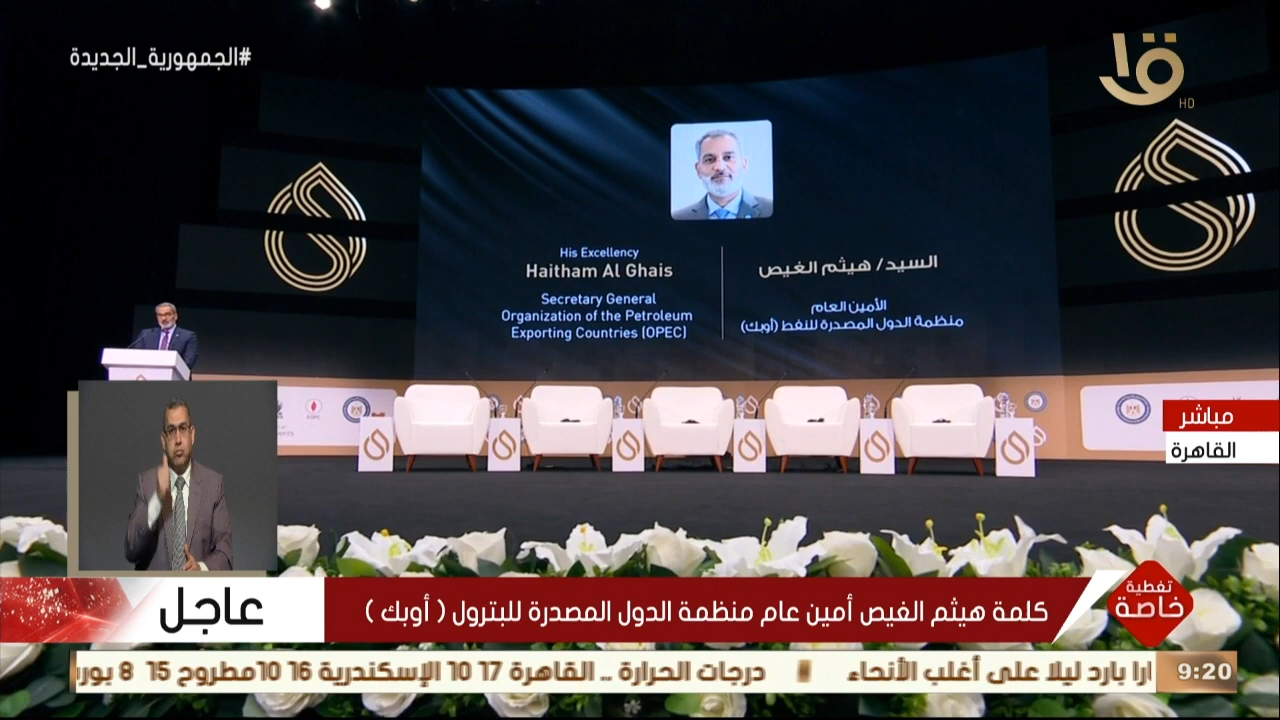 #الجمهورية_الجديدة
HD
His Excellency
Haitham Al Ghais
Secretary General
Organization of the Petroleum
Exporting Countries (OPEC)
السيد/ هيثم الغيص
الأمين العام
منظمة الدول المصدرة للنفط (أوبك)
مباشر
القاهرة
تغطية
خاصة
عاجل
كلمة هيثم الغيص أمين عام منظمة الدول المصدرة للبترول ( أوبك )
بارد ليلا على أغلب الأنحاء
درجات الحرارة .. القاهرة 17 10 الإسكندرية 16 10 مطروح 15 8
9:20